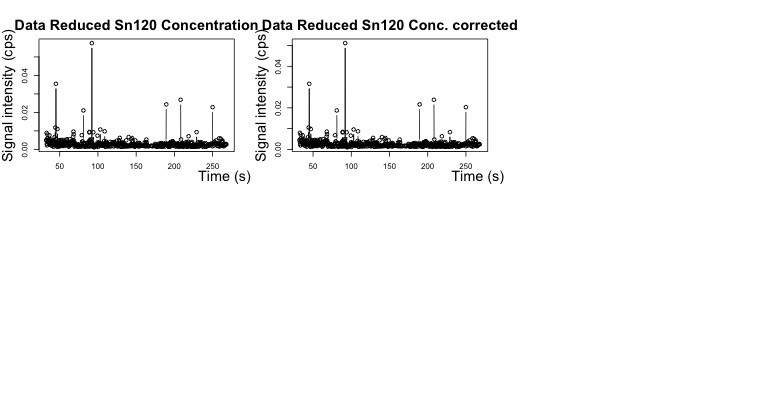 Data Reduced Sn120 Concentration
Signal intensity (cps)
0.00 0.02 0.04
50 100 150 200 250
Time (s)
Data Reduced Sn120 Conc. corrected
Signal intensity (cps)
0.00 0.02 0.04
50 100 150 200 250
Time (s)